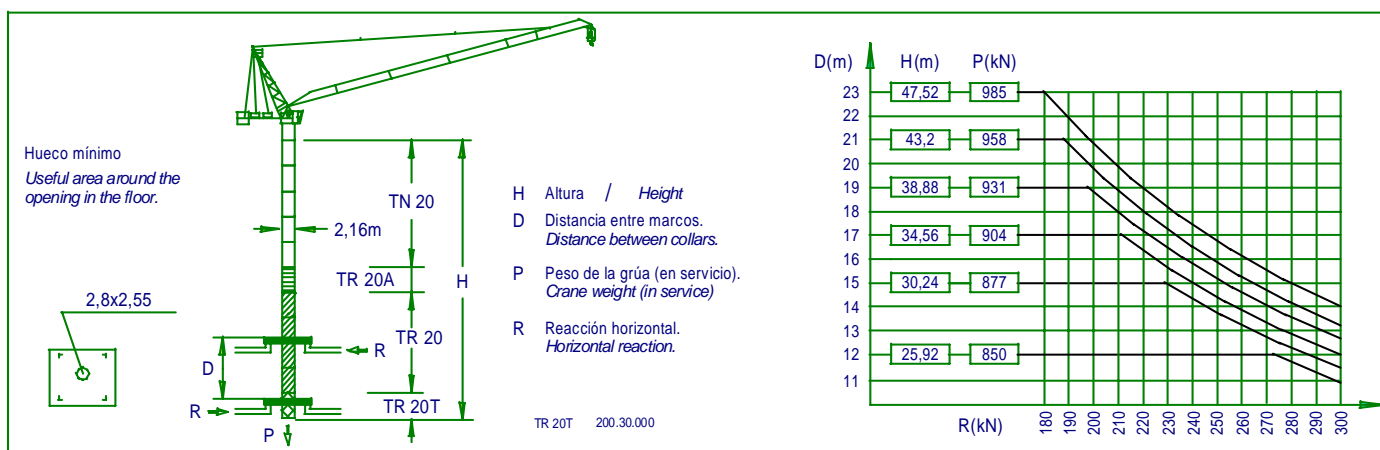 Hueco mínimo
Useful area around the
opening in the floor.
2,8x2,55
TN 20
2,16m
TR 20A
TR 20
TR 20T
H
D
R
R
P
H Altura / Height
D Distancia entre marcos.
Distance between collars.
P Peso de la grúa (en servicio).
Crane weight (in service)
R Reacción horizontal.
Horizontal reaction.
TR 20T 200.30.000
D(m) H(m) P(kN)
23 47,52 985
22
21 43,2 958
20
19 38,88 931
18
17 34,56 904
16
15 30,24 877
14
13
12 25,92 850
11
R(kN) 180 190 200 210 220 230 240 250 260 270 280 290 300